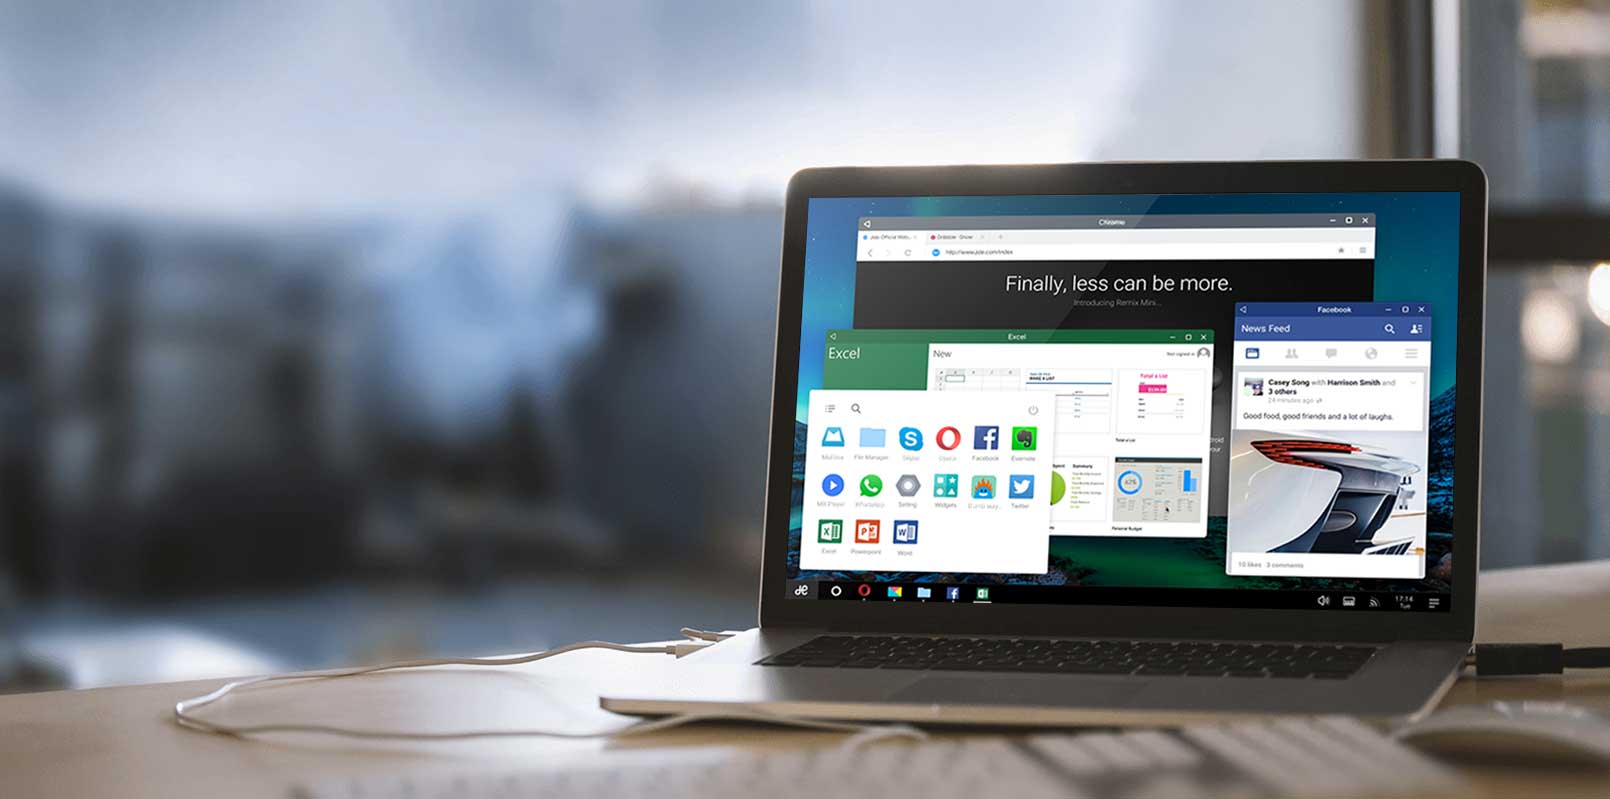 Chrome
Jide Official Web...
Dribbble - Show
http://www.jide.com/index
Finally, less can be more.
Introducing Remix Mini...
Facebook
News Feed
Casey Song with Harrison Smith and
3 others
24 minutes ago
Good food, good friends and a lot of laughs.
10 likes 3 comments
Excel
Excel
New
Not signed in
MAKE A LIST
Total a List
Total a List
Summary
62%
Personal Budget
Mailbox
File Manager
Skype
Opera
Facebook
Evernote
MX Player
WhatsApp
Setting
Widgets
Twitter
Excel
Powerpoint
Word
17:14
Tue